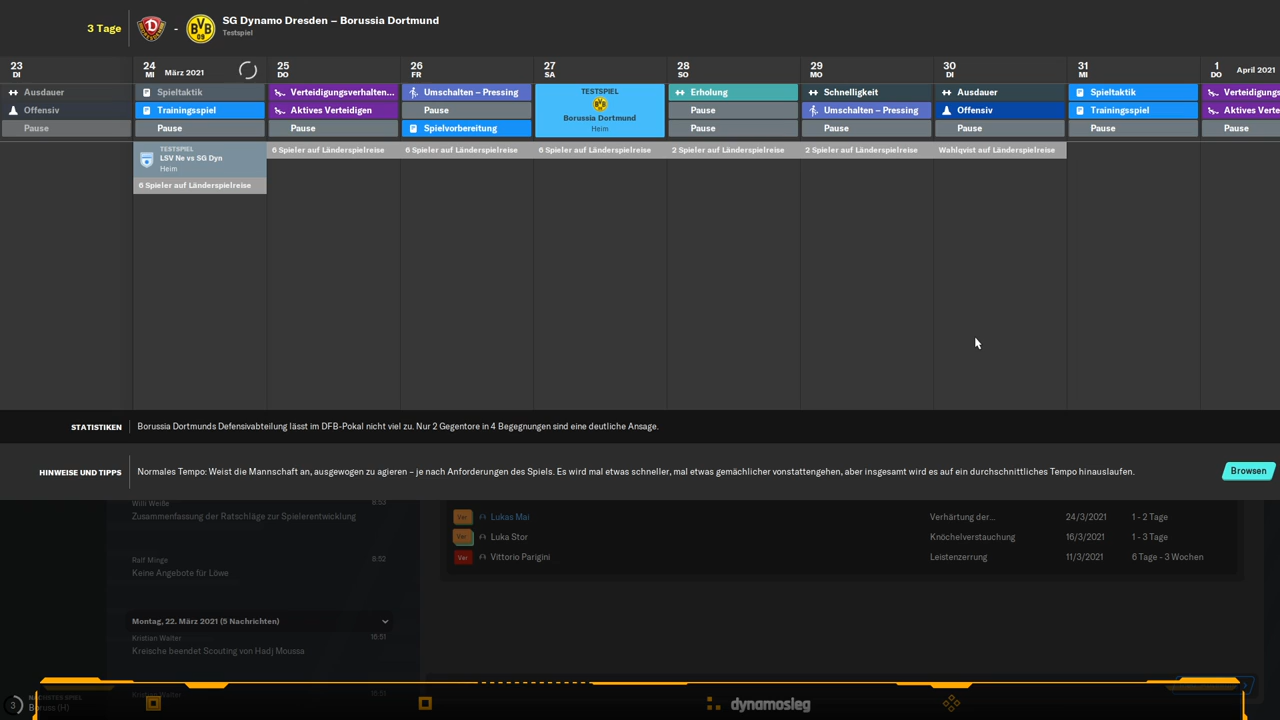 3 Tage
-
SG Dynamo Dresden – Borussia Dortmund
Testspiel
23
DI
24
MI
März 2021
25
DO
26
FR
27
SA
28
SO
29
MO
30
DI
31
MI
1
DO
April 2021
Ausdauer
Offensiv
Pause
Spieltaktik
Trainingsspiel
Pause
Verteidigungsverhalten...
Aktives Verteidigen
Pause
Umschalten – Pressing
Pause
Spielvorbereitung
TESTSPIEL
Borussia Dortmund
Heim
Erholung
Pause
Pause
Schnelligkeit
Umschalten – Pressing
Pause
Ausdauer
Offensiv
Pause
Spieltaktik
Trainingsspiel
Pause
Verteidigungs
Aktives Verte
Pause
TESTSPIEL
LSV Ne vs SG Dyn
Heim
6 Spieler auf Länderspielreise
6 Spieler auf Länderspielreise
6 Spieler auf Länderspielreise
6 Spieler auf Länderspielreise
2 Spieler auf Länderspielreise
2 Spieler auf Länderspielreise
Wahlqvist auf Länderspielreise
STATISTIKEN
Borussia Dortmunds Defensivabteilung lässt im DFB-Pokal nicht viel zu. Nur 2 Gegentore in 4 Begegnungen sind eine deutliche Ansage.
HINWEISE UND TIPPS
Normales Tempo: Weist die Mannschaft an, ausgewogen zu agieren – je nach Anforderungen des Spiels. Es wird mal etwas schneller, mal etwas gemächlicher vonstattengehen, aber insgesamt wird es auf ein durchschnittliches Tempo hinauslaufen.
Browsen
Willi Weiße
8:53
Zusammenfassung der Ratschläge zur Spielerentwicklung
Ralf Minge
8:52
Keine Angebote für Löwe
Montag, 22. März 2021 (5 Nachrichten)
Kristian Walter
16:51
Kreische beendet Scouting von Hadj Moussa
Ver
Lukas Mai
Verhärtung der...
24/3/2021
1 - 2 Tage
Ver
Luka Stor
Knöchelverstauchung
16/3/2021
1 - 3 Tage
Ver
Vittorio Parigini
Leistenzerrung
11/3/2021
6 Tage - 3 Wochen
3
dynamosieg